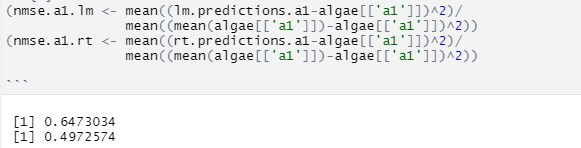 (nmse.a1.lm <- mean((lm.predictions.a1-algae[['a1']])^2)/
mean((mean(algae[['a1']])-algae[['a1']])^2))
(nmse.a1.rt <- mean((rt.predictions.a1-algae[['a1']])^2)/
mean((mean(algae[['a1']])-algae[['a1']])^2))
```
[1] 0.6473034
[1] 0.4972574